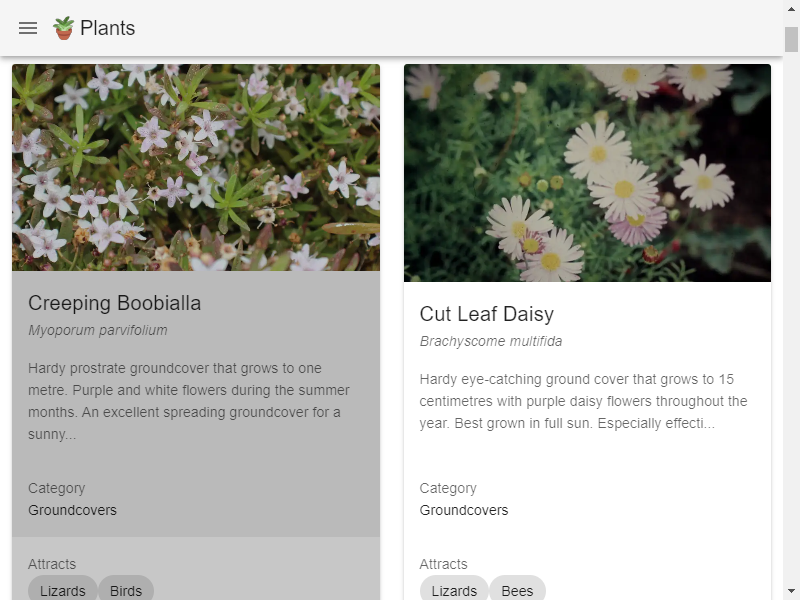 Plants
Creeping Boobialla
Myoporum parvifolium
Hardy prostrate groundcover that grows to one
metre. Purple and white flowers during the summer
months. An excellent spreading groundcover for a
sunny...
Category
Groundcovers
Attracts
Lizards Birds
Cut Leaf Daisy
Brachyscome multifida
Hardy eye-catching ground cover that grows to 15
centimetres with purple daisy flowers throughout the
year. Best grown in full sun. Especially effecti...
Category
Groundcovers
Attracts
Lizards Bees